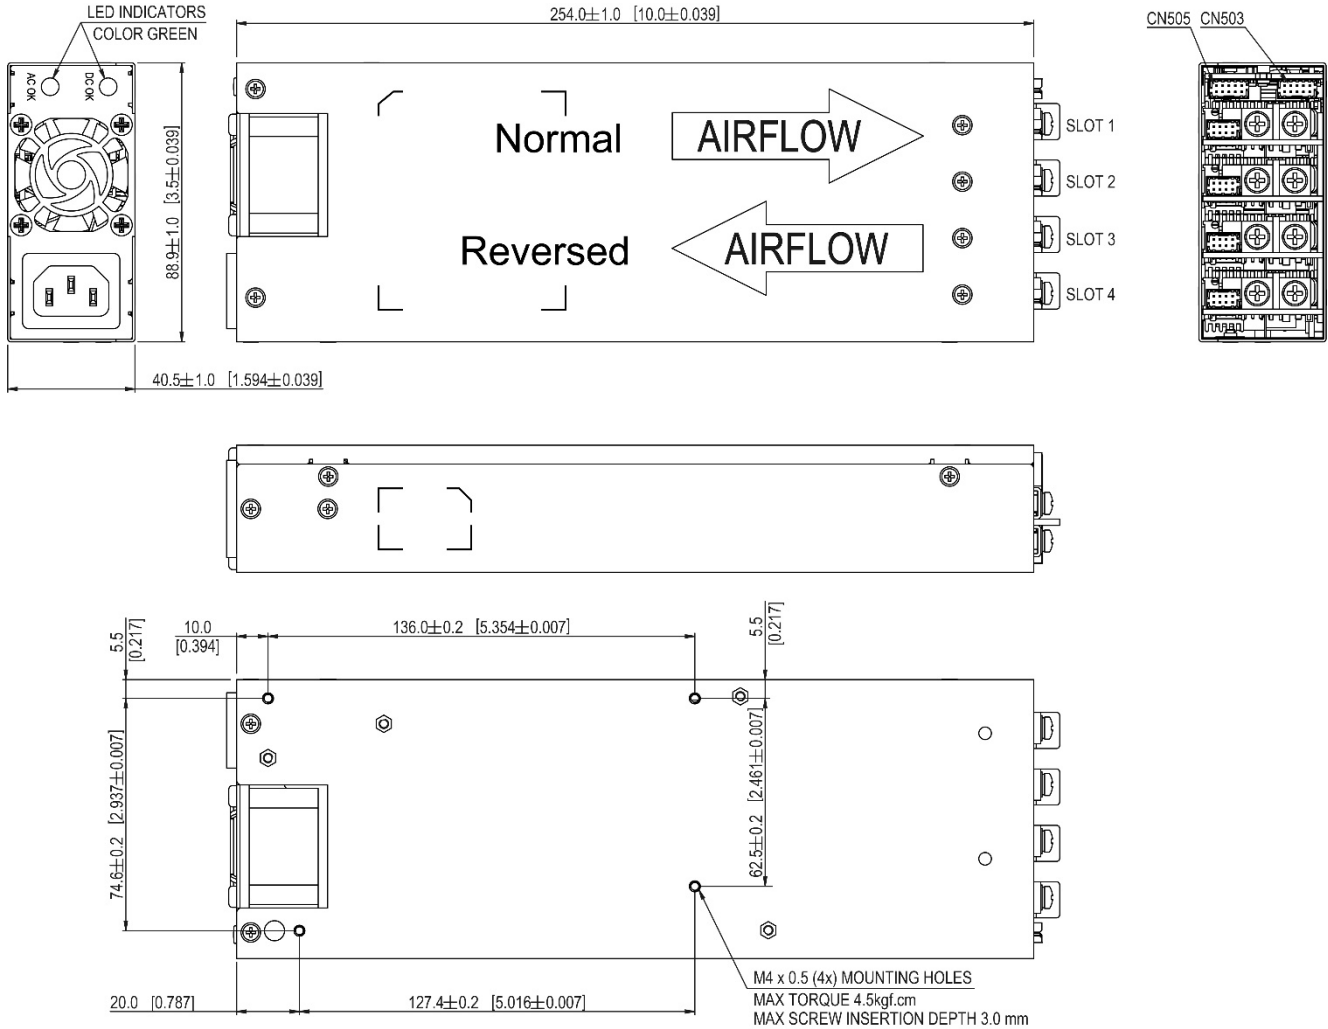 LED INDICATORS
COLOR GREEN
254.0±1.0 [10.0±0.039]
CN505 CN503
AC OK
DC OK
88.9±1.0 [3.5±0.039]
Normal
AIRFLOW
SLOT 1
SLOT 2
Reversed
AIRFLOW
SLOT 3
SLOT 4
40.5±1.0 [1.594±0.039]
5.5
[0.217]
10.0
[0.394]
136.0±0.2 [5.354±0.007]
5.5
[0.217]
74.6±0.2 [2.937±0.007]
62.5±0.2 [2.461±0.007]
20.0 [0.787]
127.4±0.2 [5.016±0.007]
M4 x 0.5 (4x) MOUNTING HOLES
MAX TORQUE 4.5kgf.cm
MAX SCREW INSERTION DEPTH 3.0 mm